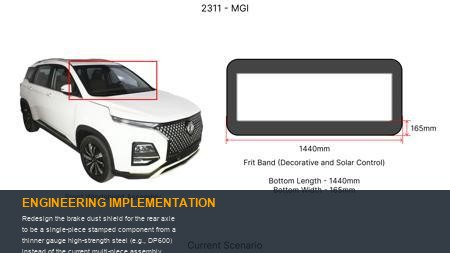 2311 - MGI
165mm
1440mm
Frit Band (Decorative and Solar Control)
Bottom Length - 1440mm
Bottom Width - 165mm
ENGINEERING IMPLEMENTATION
Redesign the brake dust shield for the rear axle
to be a single-piece stamped component from a
thinner gauge high-strength steel (e.g., DP600)
instead of the current multi-piece assembly
Current Scenario